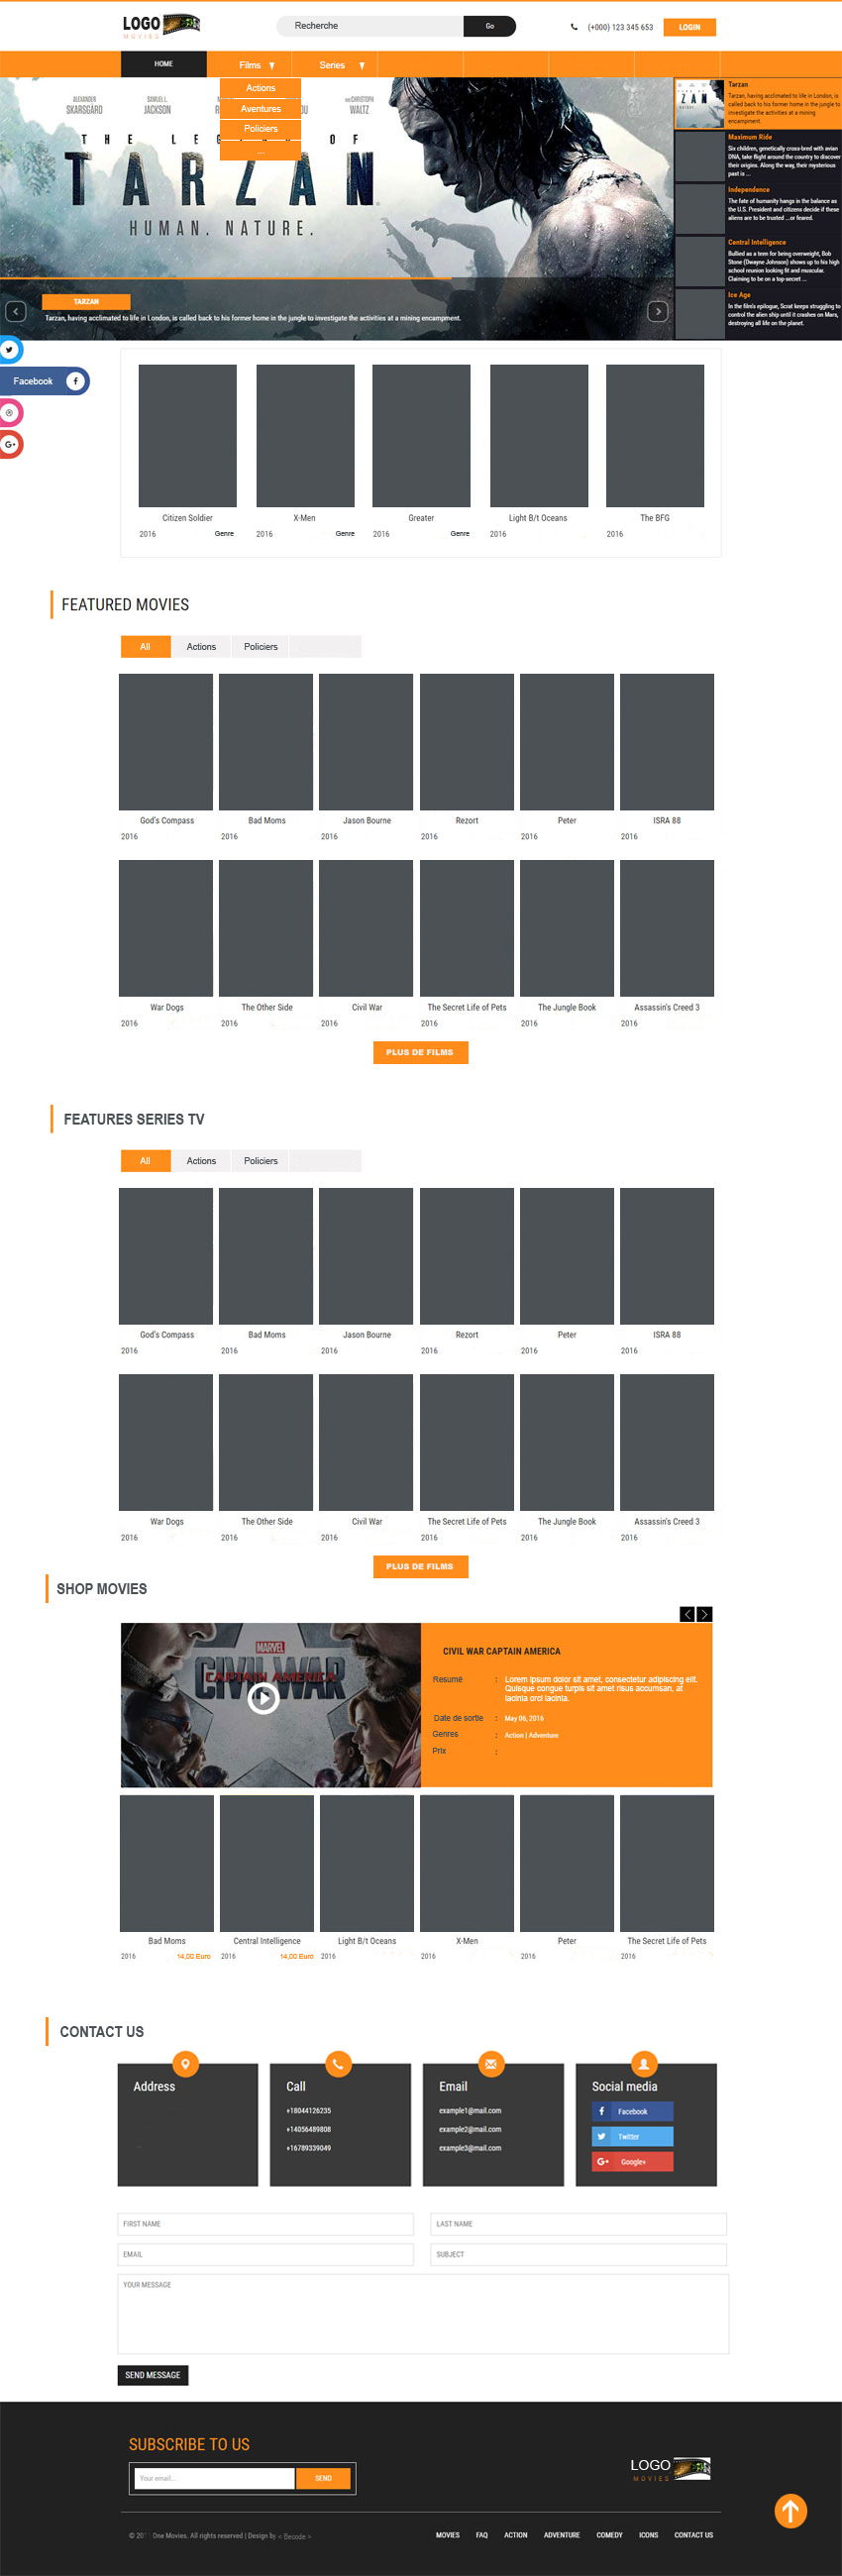 LOGO
MOVIES
Recherche
Go
(+000) 123 345 653
LOGIN
HOME
Films
Series
Actions
Aventures
Policiers
...
ALEXANDER SKARSGÅRD
SAMUEL L. JACKSON
AND CHRISTOPH WALTZ
THE LEGEND OF
TARZAN
HUMAN. NATURE.
TARZAN
Tarzan, having acclimated to life in London, is called back to his former home in the jungle to investigate the activities at a mining encampment.
Tarzan
Tarzan, having acclimated to life in London, is
called back to his former home in the jungle to
investigate the activities at a mining
encampment.
Maximum Ride
Six children, genetically cross-bred with avian
DNA, take flight around the country to discover
their origins. Along the way, their mysterious
past is ...
Independence
The fate of humanity hangs in the balance as
the U.S. President and citizens decide if these
aliens are to be trusted ...or feared.
Central Intelligence
Bullied as a teen for being overweight, Bob
Stone (Dwayne Johnson) shows up to his high
school reunion looking fit and muscular.
Claiming to be on a top-secret ...
Ice Age
In the film's epilogue, Scrat keeps struggling to
control the alien ship until it crashes on Mars,
destroying all life on the planet.
Facebook
Citizen Soldier
X-Men
Greater
Light B/t Oceans
The BFG
2016 Genre
2016 Genre
2016 Genre
2016
2016
FEATURED MOVIES
All
Actions
Policiers
God's Compass
Bad Moms
Jason Bourne
Rezort
Peter
ISRA 88
2016
2016
2016
2016
2016
2016
War Dogs
The Other Side
Civil War
The Secret Life of Pets
The Jungle Book
Assassin's Creed 3
2016
2016
2016
2016
2016
2016
PLUS DE FILMS
FEATURES SERIES TV
All
Actions
Policiers
God's Compass
Bad Moms
Jason Bourne
Rezort
Peter
ISRA 88
2016
2016
2016
2016
2016
2016
War Dogs
The Other Side
Civil War
The Secret Life of Pets
The Jungle Book
Assassin's Creed 3
2016
2016
2016
2016
2016
2016
PLUS DE FILMS
SHOP MOVIES
MARVEL
CAPTAIN AMERICA
CIVIL WAR
CIVIL WAR CAPTAIN AMERICA
Resumé : Lorem ipsum dolor sit amet, consectetur adipiscing elit.
Quisque congue turpis sit amet risus accumsan, at
lacinia orci lacinia.
Date de sortie : May 06, 2016
Genres : Action | Adventure
Prix :
Bad Moms
Central Intelligence
Light B/t Oceans
X-Men
Peter
The Secret Life of Pets
2016 14,00 Euro
2016 14,00 Euro
2016
2016
2016
2016
CONTACT US
Address
Call
+18044126235
+14056489808
+16789339049
Email
example1@mail.com
example2@mail.com
example3@mail.com
Social media
Facebook
Twitter
Google+
FIRST NAME
LAST NAME
EMAIL
SUBJECT
YOUR MESSAGE
SEND MESSAGE
SUBSCRIBE TO US
Your email...
SEND
LOGO
MOVIES
© 20 One Movies. All rights reserved | Design by < Becode >
MOVIES
FAQ
ACTION
ADVENTURE
COMEDY
ICONS
CONTACT US